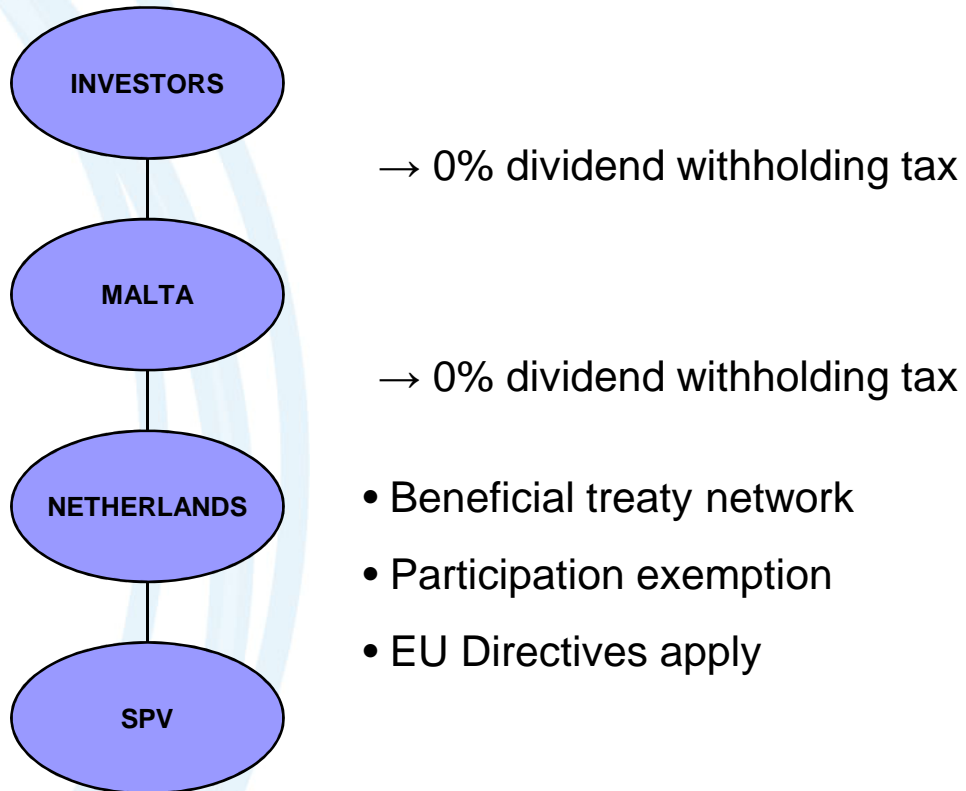 INVESTORS
→ 0% dividend withholding tax
MALTA
→ 0% dividend withholding tax
NETHERLANDS
• Beneficial treaty network
• Participation exemption
• EU Directives apply
SPV